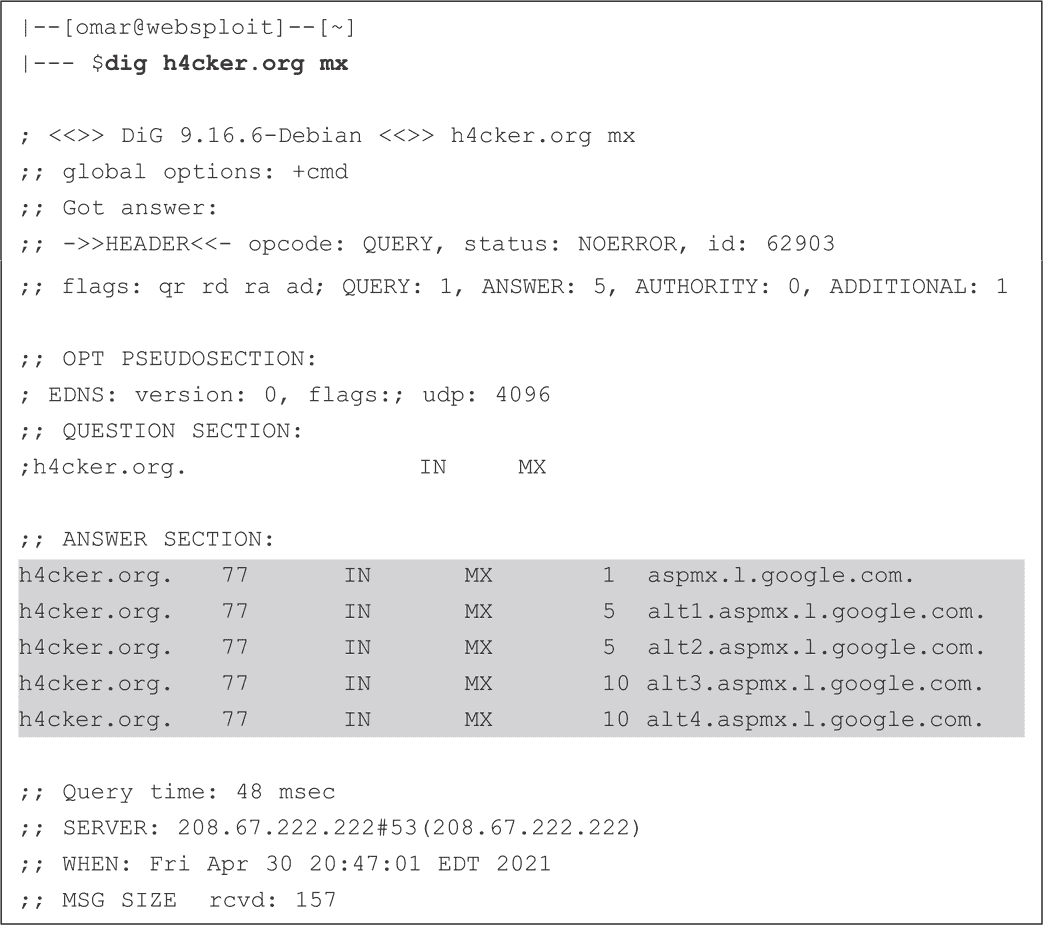 |--[omar@websploit]--[~]
|--- $dig h4cker.org mx
; <<>> DiG 9.16.6-Debian <<>> h4cker.org mx
;; global options: +cmd
;; Got answer:
;; ->>HEADER<<- opcode: QUERY, status: NOERROR, id: 62903
;; flags: qr rd ra ad; QUERY: 1, ANSWER: 5, AUTHORITY: 0, ADDITIONAL: 1
;; OPT PSEUDOSECTION:
; EDNS: version: 0, flags:; udp: 4096
;; QUESTION SECTION:
;h4cker.org. IN MX
;; ANSWER SECTION:
h4cker.org. 77 IN MX 1 aspmx.l.google.com.
h4cker.org. 77 IN MX 5 alt1.aspmx.l.google.com.
h4cker.org. 77 IN MX 5 alt2.aspmx.l.google.com.
h4cker.org. 77 IN MX 10 alt3.aspmx.l.google.com.
h4cker.org. 77 IN MX 10 alt4.aspmx.l.google.com.
;; Query time: 48 msec
;; SERVER: 208.67.222.222#53(208.67.222.222)
;; WHEN: Fri Apr 30 20:47:01 EDT 2021
;; MSG SIZE rcvd: 157